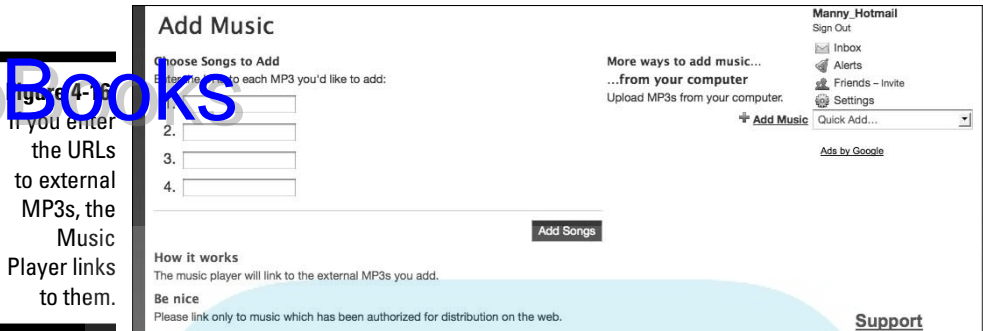 Books
Figure 4-16:
If you enter
the URLs
to external
MP3s, the
Music
Player links
to them.
Add Music
Choose Songs to Add
Enter the URL to each MP3 you'd like to add:
1.
2.
3.
4.
Add Songs
How it works
The music player will link to the external MP3s you add.
Be nice
Please link only to music which has been authorized for distribution on the web.
More ways to add music...
...from your computer
Upload MP3s from your computer.
Add Music
Manny_Hotmail
Sign Out
Inbox
Alerts
Friends – Invite
Settings
Quick Add...
Ads by Google
Support